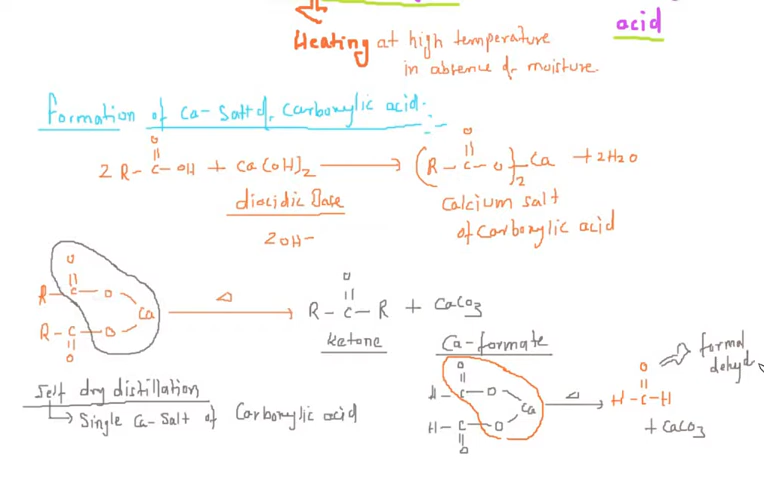 acid
Heating at high temperature
in absence of moisture.
Formation of Ca-Salt of carboxylic acid.
2 R-C-OH + Ca(OH)2 → (R-C-O)2 Ca + 2H2O
O
O
diacidic Base
2OH-
Calcium salt
of carboxylic acid
O
R-C-O
Ca
R-C-O
O
Δ
O
R-C-R + CaCO3
ketone
Self dry distillation
Single Ca-Salt of Carboxylic acid
Ca-formate
O
H-C-O
Ca
H-C-O
O
Δ
O
H-C-H
+ CaCO3
formal
dehyd